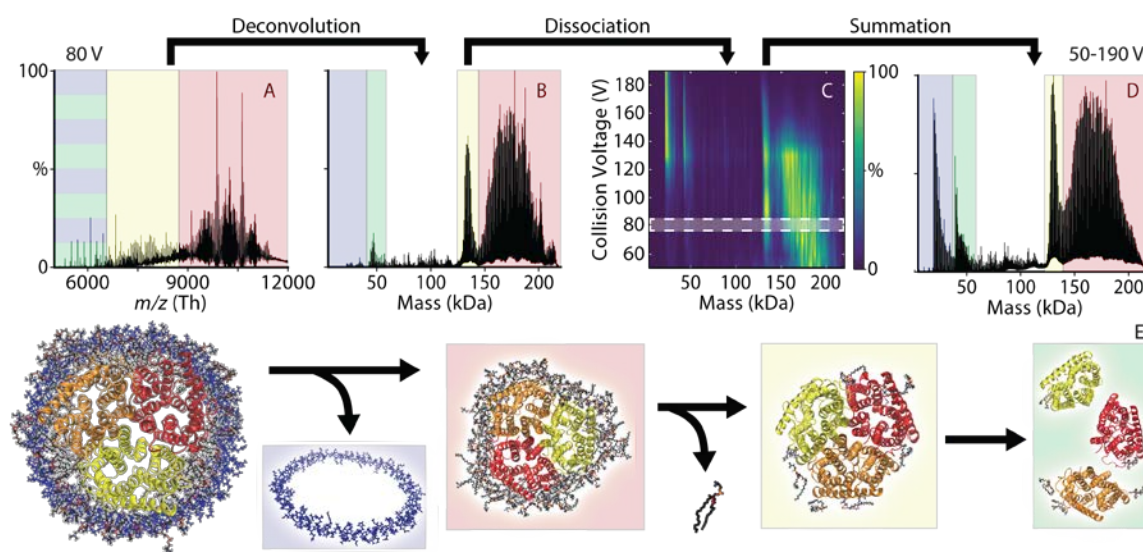 Deconvolution Dissociation Summation
80 V 50-190 V
A B C D
100 180 100 100
160
140
% 120 % %
100
80
60
0 0 0
6000 9000 12000 50 100 150 200 50 100 150 200 50 100 150 200
m/z (Th) Mass (kDa) Mass (kDa) Mass (kDa)
Collision Voltage (V)
E